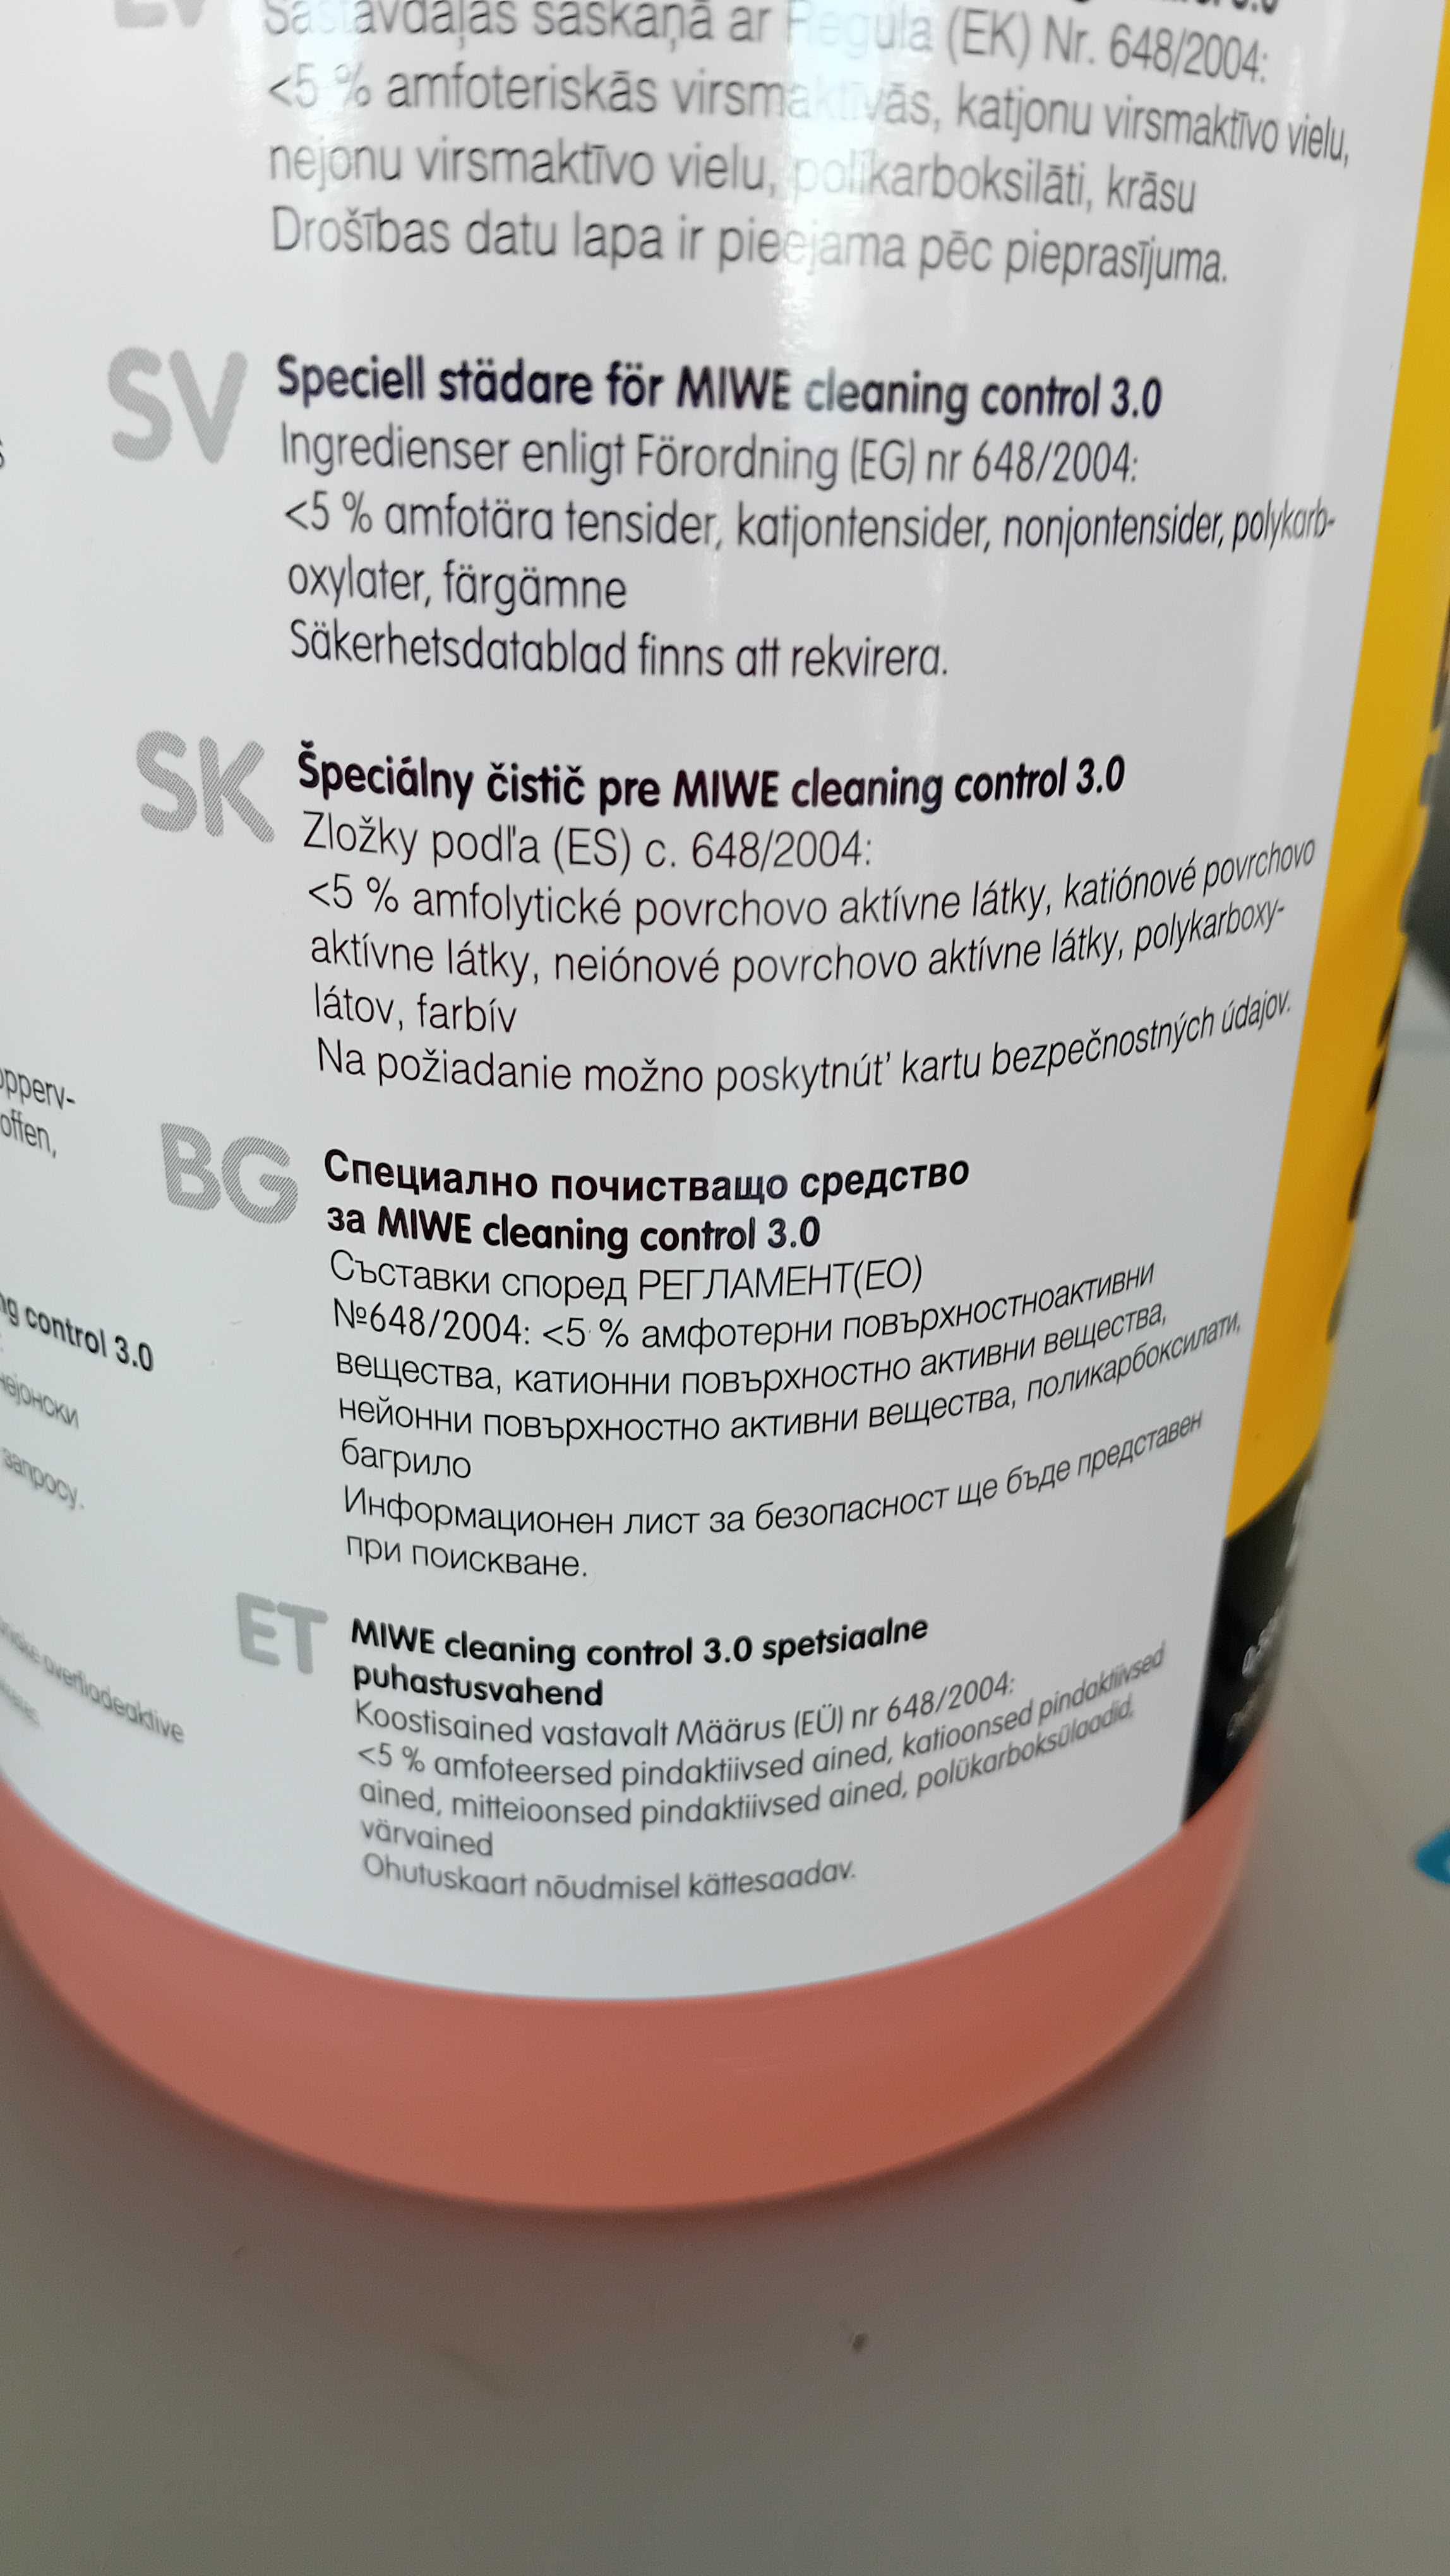 Sastāvdaļas saskaņā ar Regula (EK) Nr. 648/2004:
<5 % amfoteriskās virsmaktīvās, katjonu virsmaktīvo vielu,
nejonu virsmaktīvo vielu, polikarboksilāti, krāsu
Drošības datu lapa ir pieejama pēc pieprasījuma.
SV Speciell städare för MIWE cleaning control 3.0
Ingredienser enligt Förordning (EG) nr 648/2004:
<5 % amfotära tensider, katjontensider, nonjontensider, polykarb-
oxylater, färgämne
Säkerhetsdatablad finns att rekvirera.
SK Špeciálny čistič pre MIWE cleaning control 3.0
Zložky podľa (ES) c. 648/2004:
<5 % amfolytické povrchovo aktívne látky, katiónové povrchovo
aktívne látky, neiónové povrchovo aktívne látky, polykarboxy-
látov, farbív
Na požiadanie možno poskytnút' kartu bezpečnostných údajov.
BG Специално почистващо средство
за MIWE cleaning control 3.0
Съставки според РЕГЛАМЕНТ(ЕО)
№648/2004: <5 % амфотерни повърхностноактивни
вещества, катионни повърхностно активни вещества,
нейонни повърхностно активни вещества, поликарбоксилати,
багрило
Информационен лист за безопасност ще бъде представен
при поискване.
ET MIWE cleaning control 3.0 spetsiaalne
puhastusvahend
Koostisained vastavalt Määrus (EÜ) nr 648/2004:
<5 % amfoteersed pindaktiivsed ained, katioonsed pindaktiivsed
ained, mitteioonsed pindaktiivsed ained, polükarboksülaadid,
värvained
Ohutuskaart nõudmisel kättesaadav.
control 3.0
запросу.